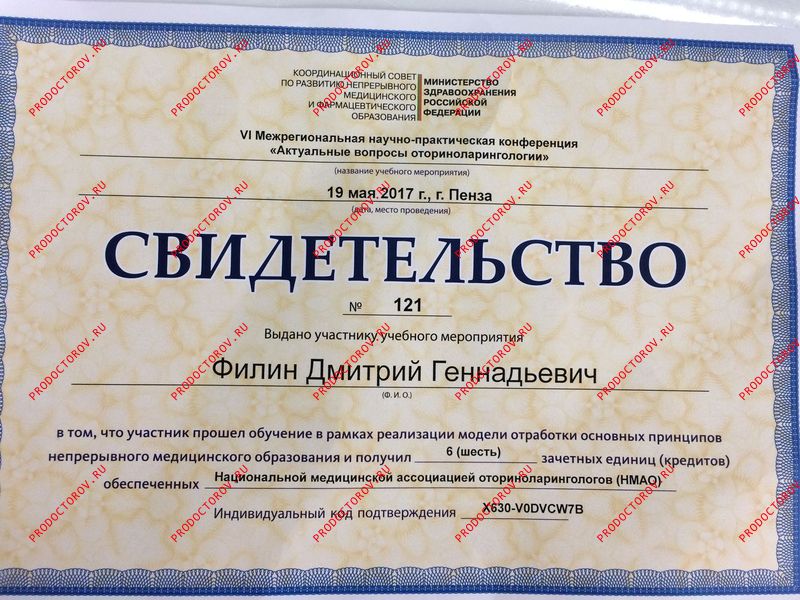 КООРДИНАЦИОННЫЙ СОВЕТ
ПО РАЗВИТИЮ НЕПРЕРЫВНОГО
МЕДИЦИНСКОГО
И ФАРМАЦЕВТИЧЕСКОГО
ОБРАЗОВАНИЯ
МИНИСТЕРСТВО
ЗДРАВООХРАНЕНИЯ
РОССИЙСКОЙ
ФЕДЕРАЦИИ
VI Межрегиональная научно-практическая конференция
«Актуальные вопросы оториноларингологии»
(название учебного мероприятия)
19 мая 2017 г., г. Пенза
(дата, место проведения)
СВИДЕТЕЛЬСТВО
№ 121
Выдано участнику учебного мероприятия
Филин Дмитрий Геннадьевич
(Ф. И. О.)
в том, что участник прошел обучение в рамках реализации модели отработки основных принципов
непрерывного медицинского образования и получил 6 (шесть) зачетных единиц (кредитов)
обеспеченных Национальной медицинской ассоциацией оториноларингологов (НМАО)
Индивидуальный код подтверждения X630-V0DVCW7B
PRODOCTOROV.RU